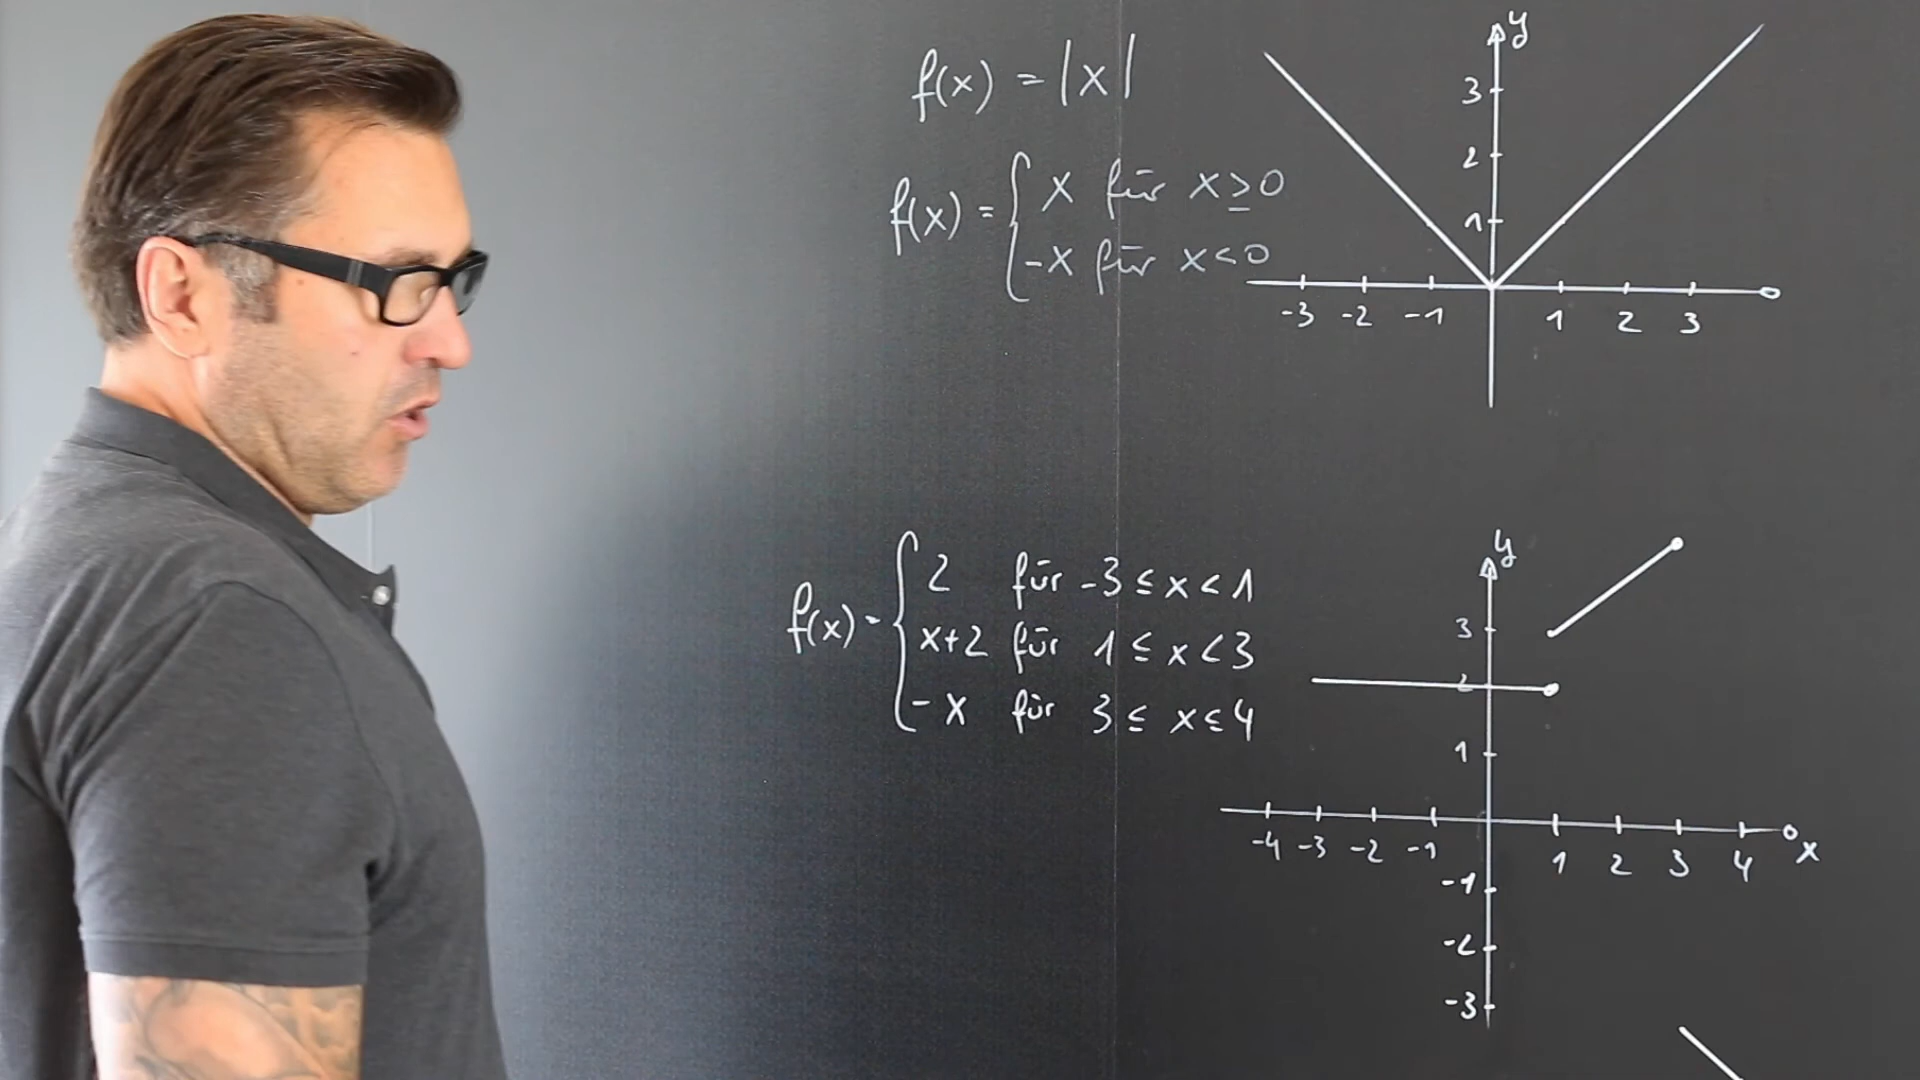 f(x) = |x|
f(x) = { x für x ≥ 0
-x für x < 0
y
3
2
1
-3 -2 -1 1 2 3
f(x) = { 2 für -3 ≤ x < 1
x+2 für 1 ≤ x < 3
-x für 3 ≤ x ≤ 4
y
3
2
1
-4 -3 -2 -1 1 2 3 4 x
-1
-2
-3